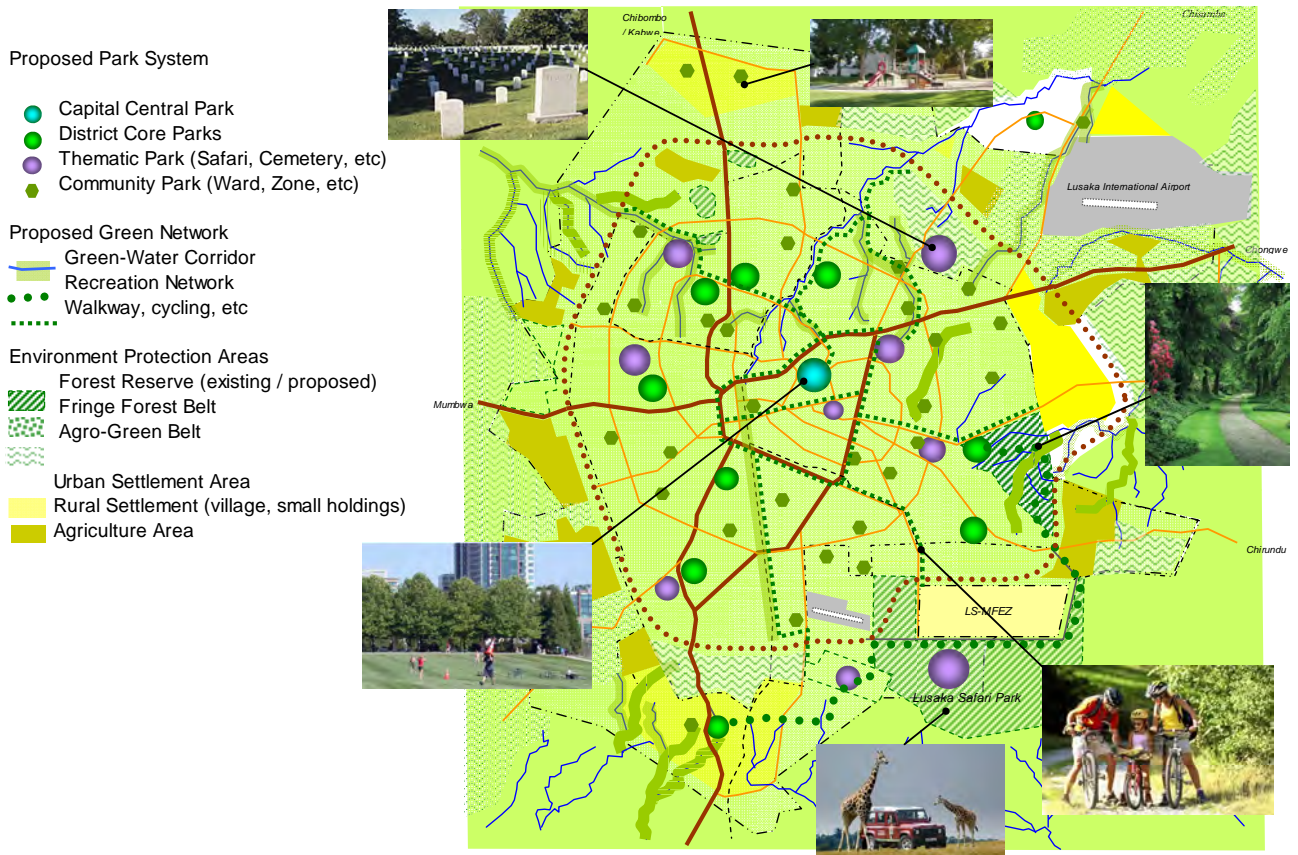 Proposed Park System
Capital Central Park
District Core Parks
Thematic Park (Safari, Cemetery, etc)
Community Park (Ward, Zone, etc)
Proposed Green Network
Green-Water Corridor
Recreation Network
Walkway, cycling, etc
Environment Protection Areas
Forest Reserve (existing / proposed)
Fringe Forest Belt
Agro-Green Belt
Urban Settlement Area
Rural Settlement (village, small holdings)
Agriculture Area
Chibombo
/ Kabwe
Chisamba
Lusaka International Airport
Chongwe
Mumbwa
Chirundu
LS-MFEZ
Lusaka Safari Park